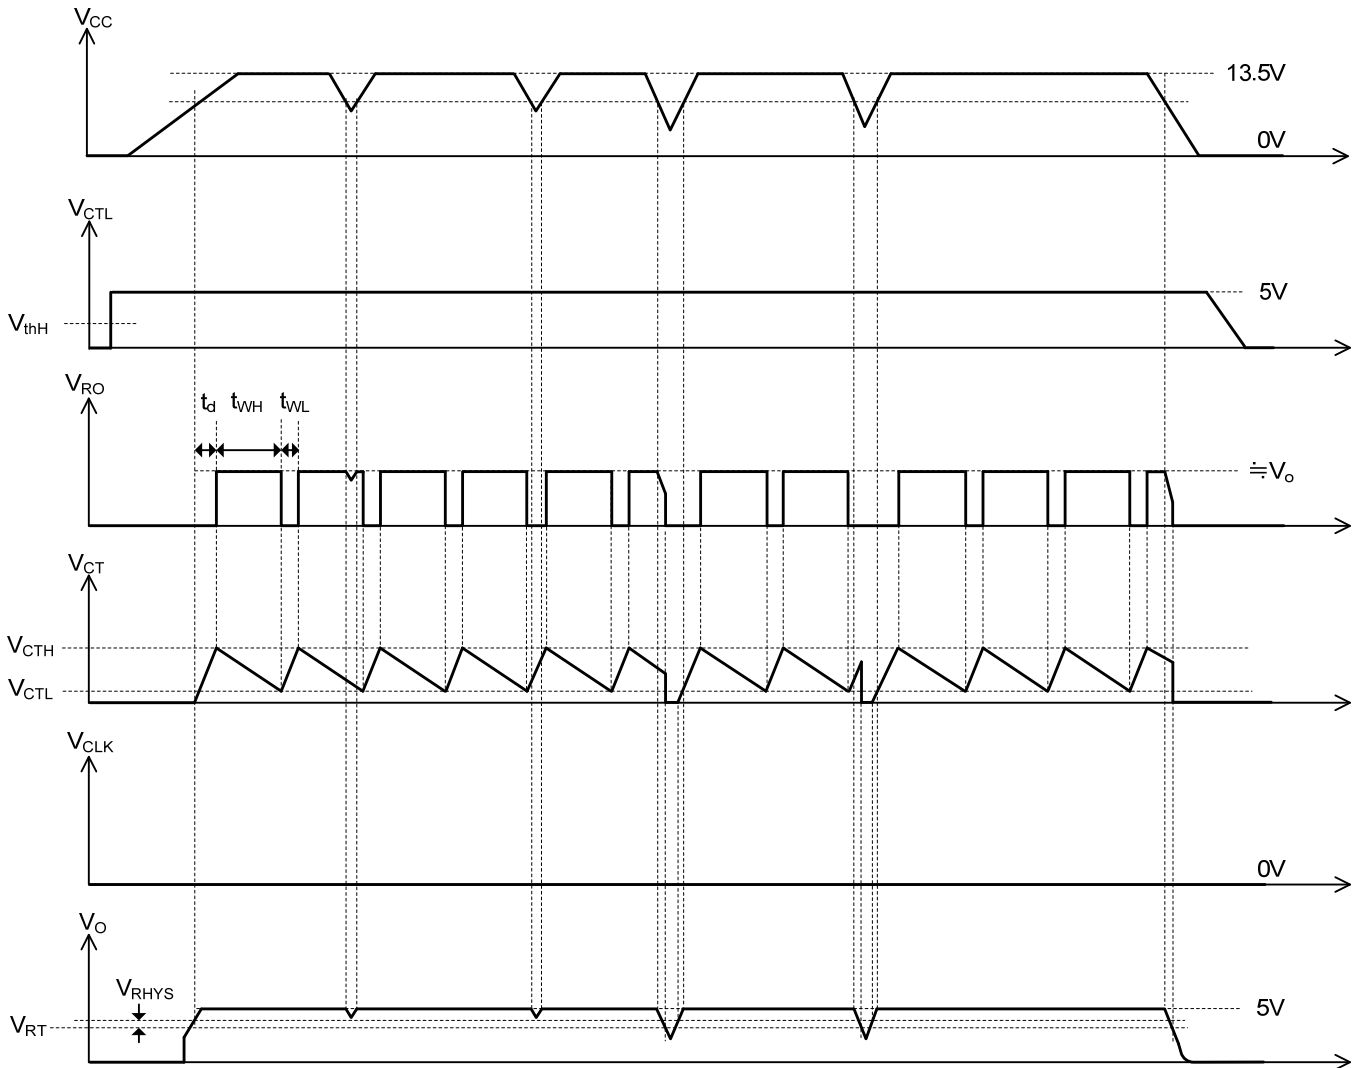 VCC
13.5V
0V
VCTL
5V
VthH
VRO
td
tWH
tWL
≒Vo
VCT
VCTH
VCTL
VCLK
0V
VO
VRHYS
5V
VRT